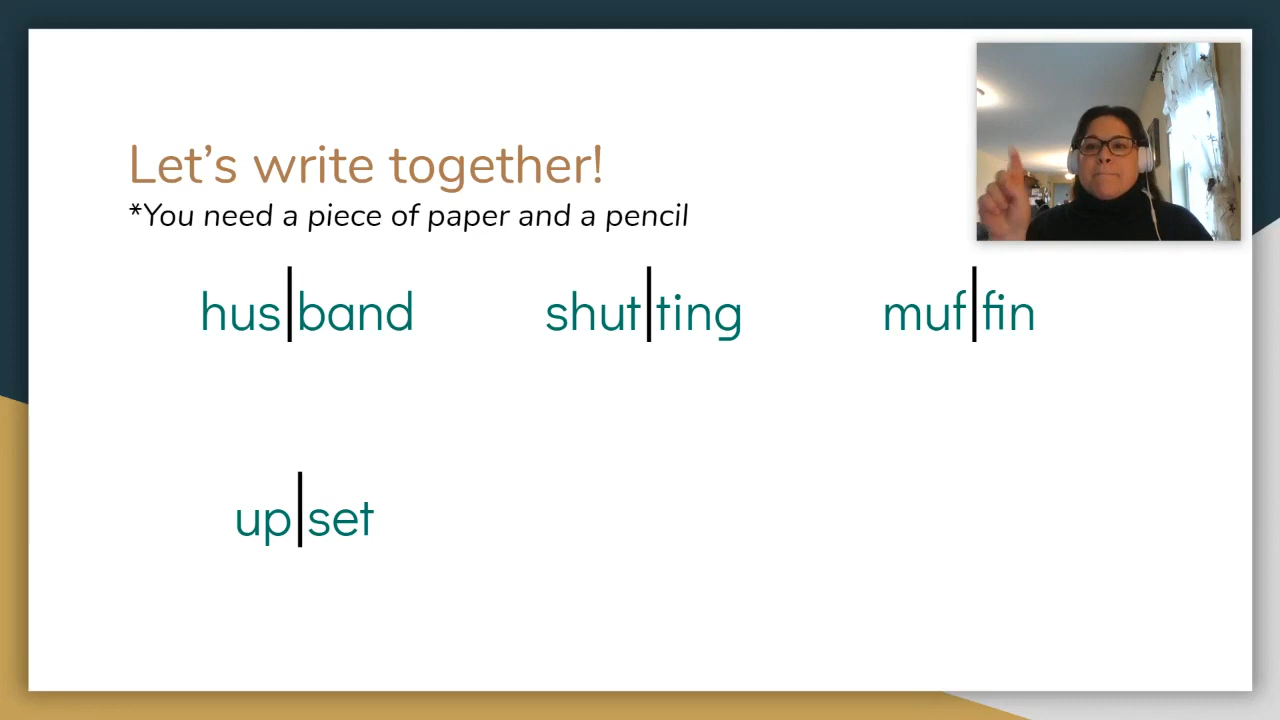 Let's write together!
*You need a piece of paper and a pencil
hus|band shut|ting muf|fin
up|set